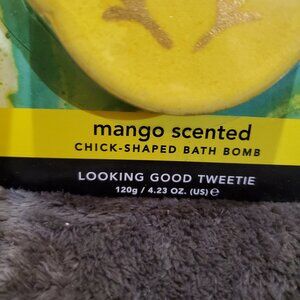 mango scented
CHICK-SHAPED BATH BOMB
LOOKING GOOD TWEETIE
120g / 4.23 OZ. (US) ℮